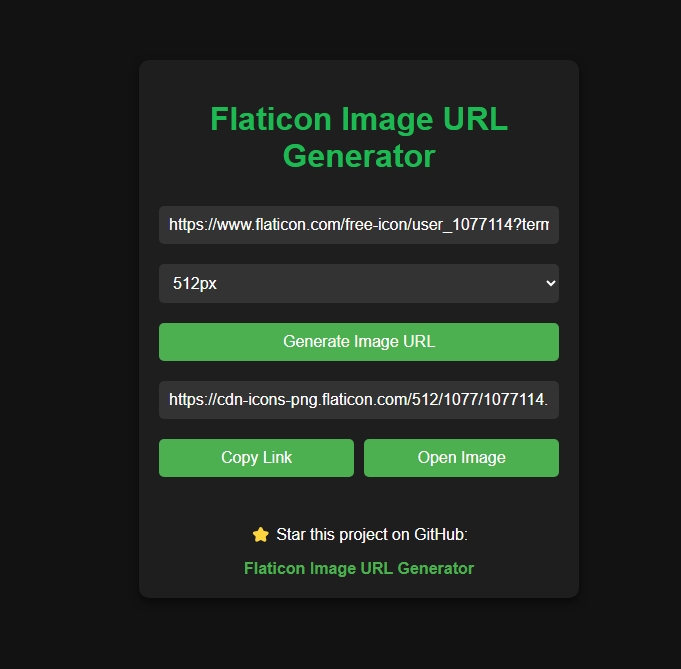 Flaticon Image URL
Generator
https://www.flaticon.com/free-icon/user_1077114?term
512px
Generate Image URL
https://cdn-icons-png.flaticon.com/512/1077/1077114.
Copy Link
Open Image
⭐ Star this project on GitHub:
Flaticon Image URL Generator